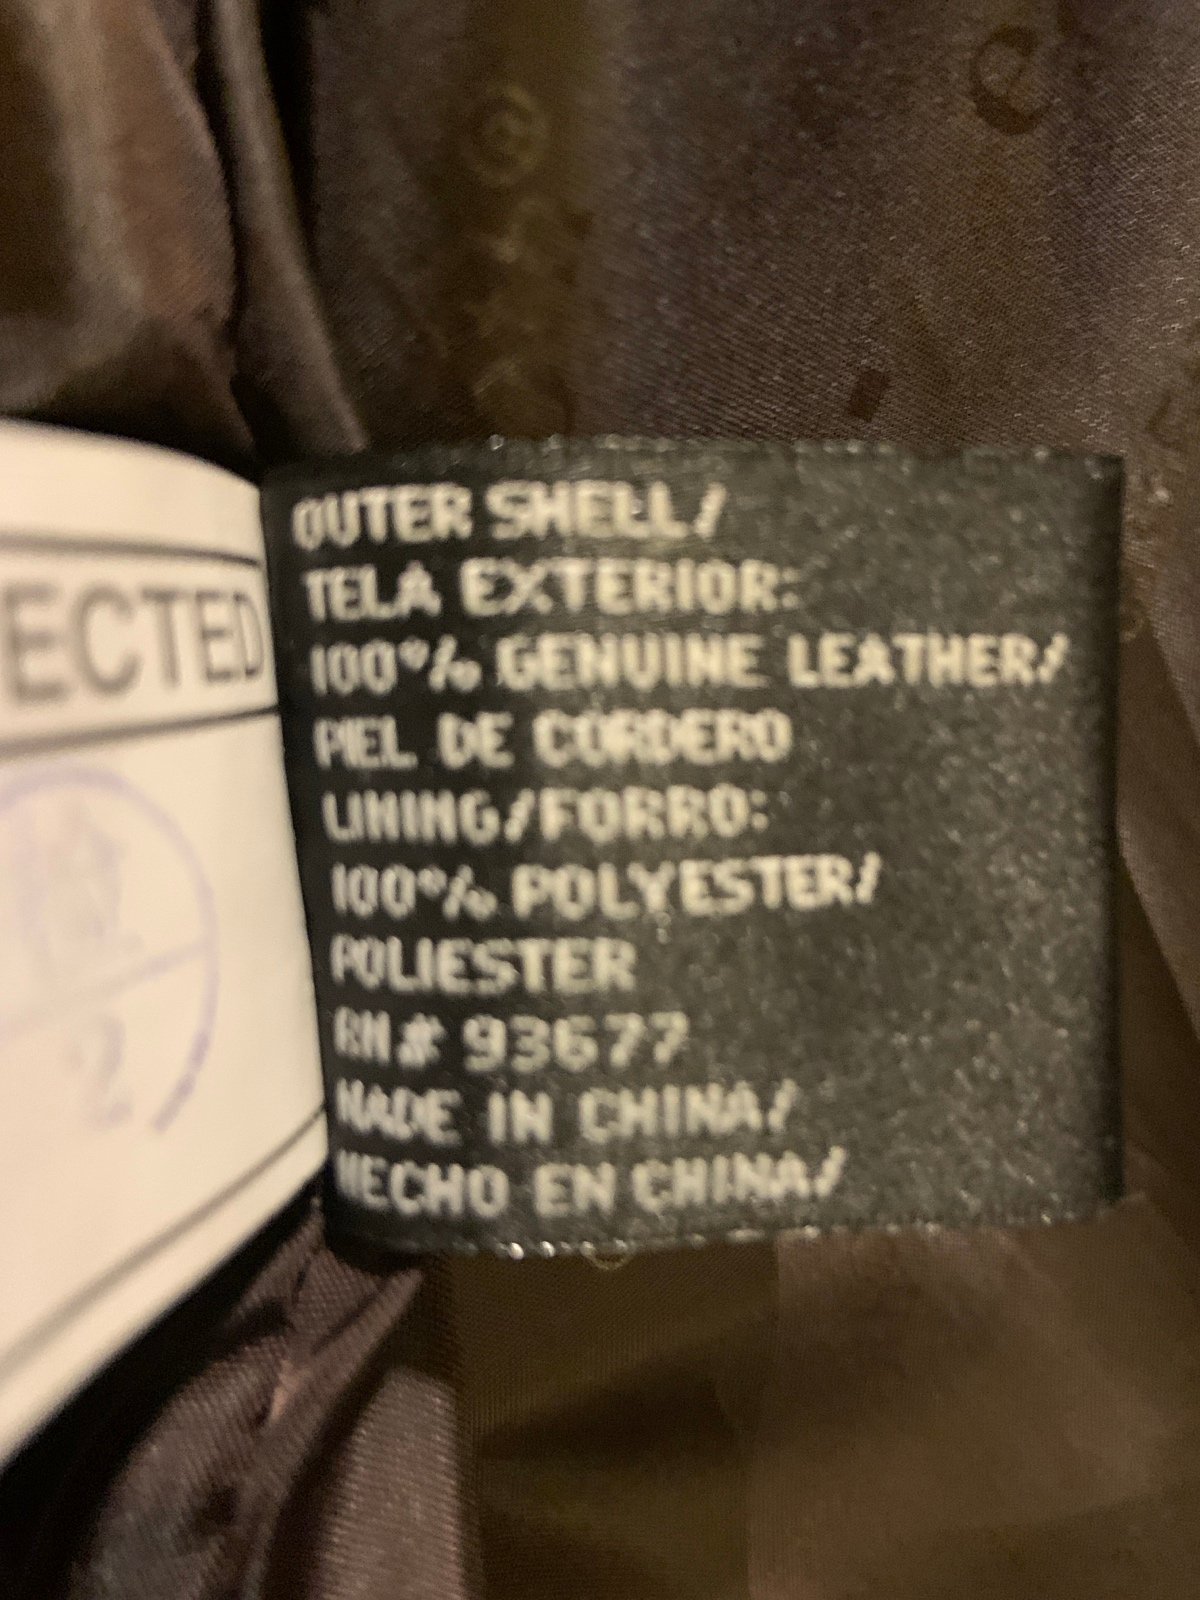 OUTER SHELL/
TELA EXTERIOR:
100% GENUINE LEATHER/
PIEL DE CORDERO
LINING/FORRO:
100% POLYESTER/
POLIESTER
RN# 93677
MADE IN CHINA/
HECHO EN CHINA/
ECTED